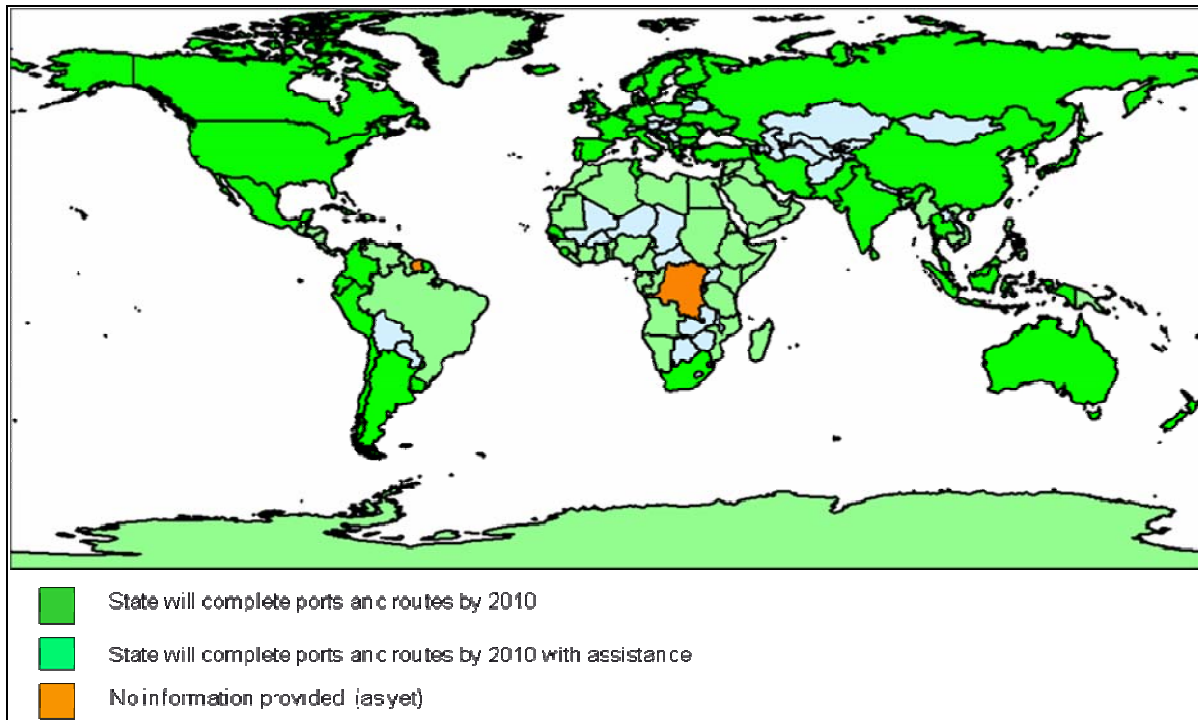 State will complete ports anc routes by 2010
State will complete ports anc routes by 2010 with assistance
No information provided (as yet)